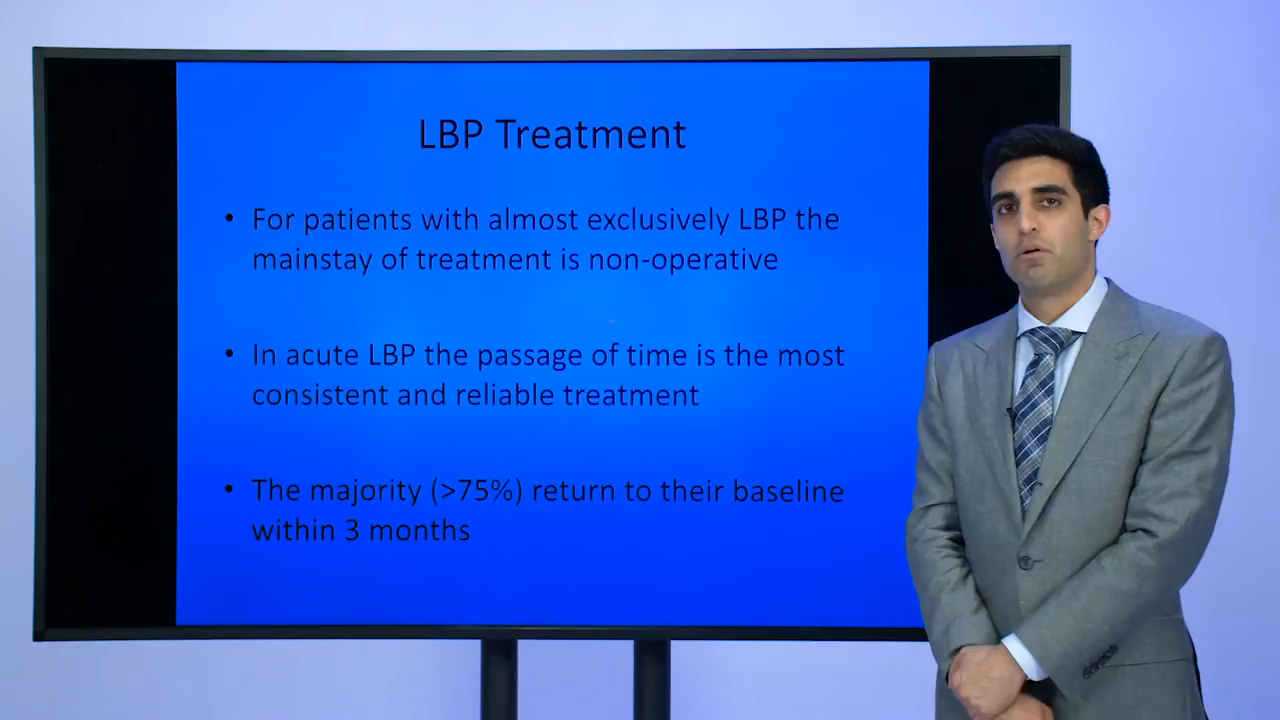 LBP Treatment
• For patients with almost exclusively LBP the
mainstay of treatment is non-operative
• In acute LBP the passage of time is the most
consistent and reliable treatment
• The majority (>75%) return to their baseline
within 3 months